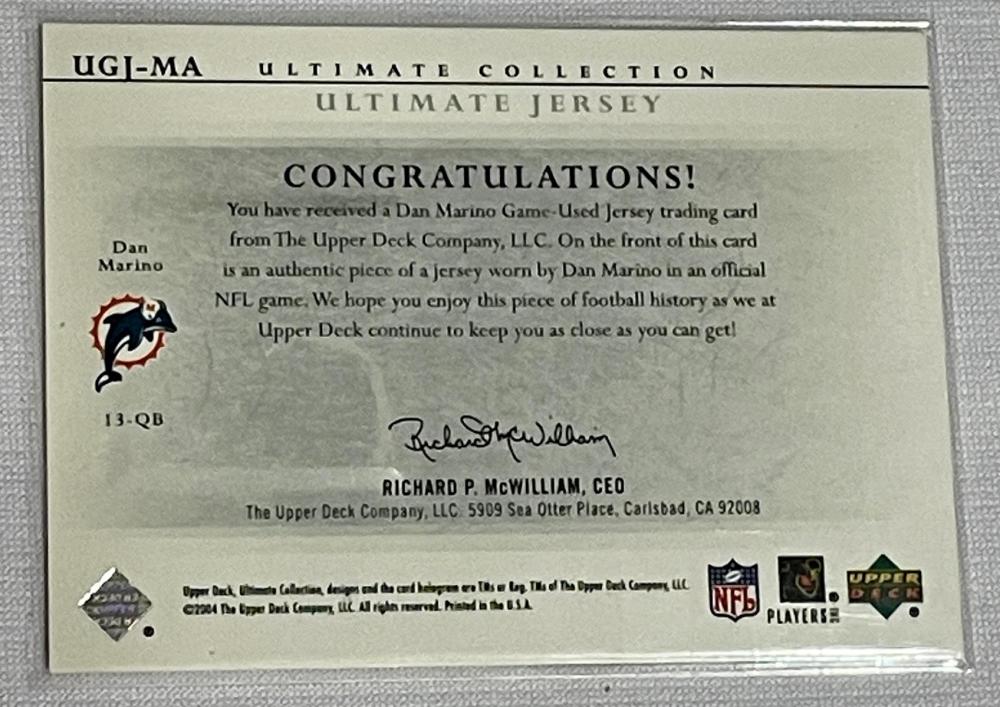 UGJ-MA ULTIMATE COLLECTION
ULTIMATE JERSEY
CONGRATULATIONS!
You have received a Dan Marino Game-Used Jersey trading card
from The Upper Deck Company, LLC. On the front of this card
is an authentic piece of a jersey worn by Dan Marino in an official
NFL game. We hope you enjoy this piece of football history as we at
Upper Deck continue to keep you as close as you can get!
Dan
Marino
M
13-QB
Richard McWilliam
RICHARD P. McWILLIAM, CEO
The Upper Deck Company, LLC. 5909 Sea Otter Place, Carlsbad, CA 92008
Upper Deck, Ultimate Collection, designs and the card hologram are TMs or Reg. TMs of The Upper Deck Company, LLC.
©2004 The Upper Deck Company, LLC. All rights reserved. Printed in the U.S.A.
NFL
PLAYERS INC
UPPER
DECK